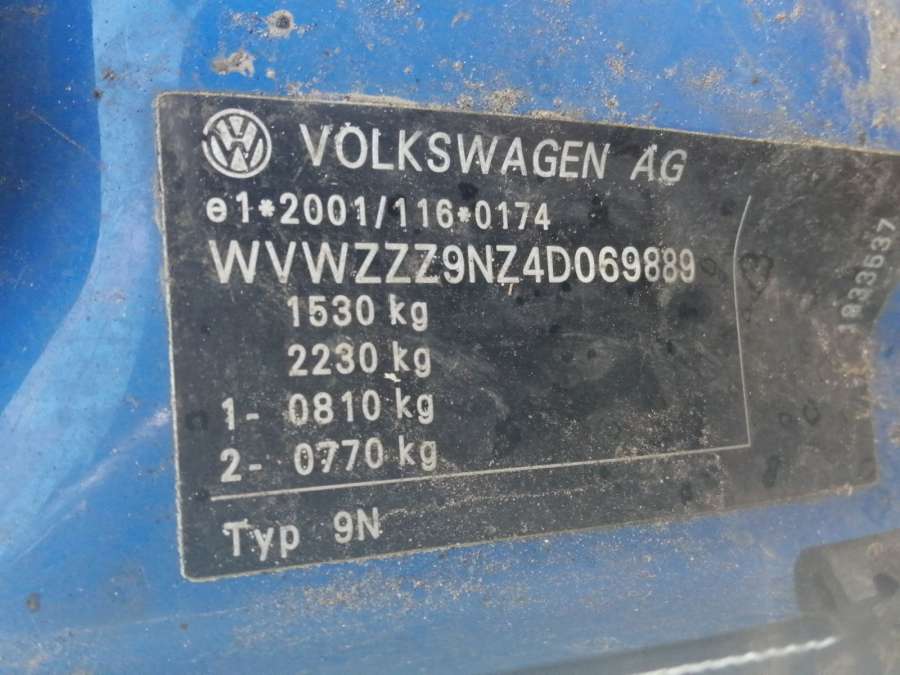 VOLKSWAGEN AG
e1*2001/116*0174
WVWZZZ9NZ4D069889
1530 kg
2230 kg
1- 0810 kg
2- 0770 kg
Typ 9N
1833537